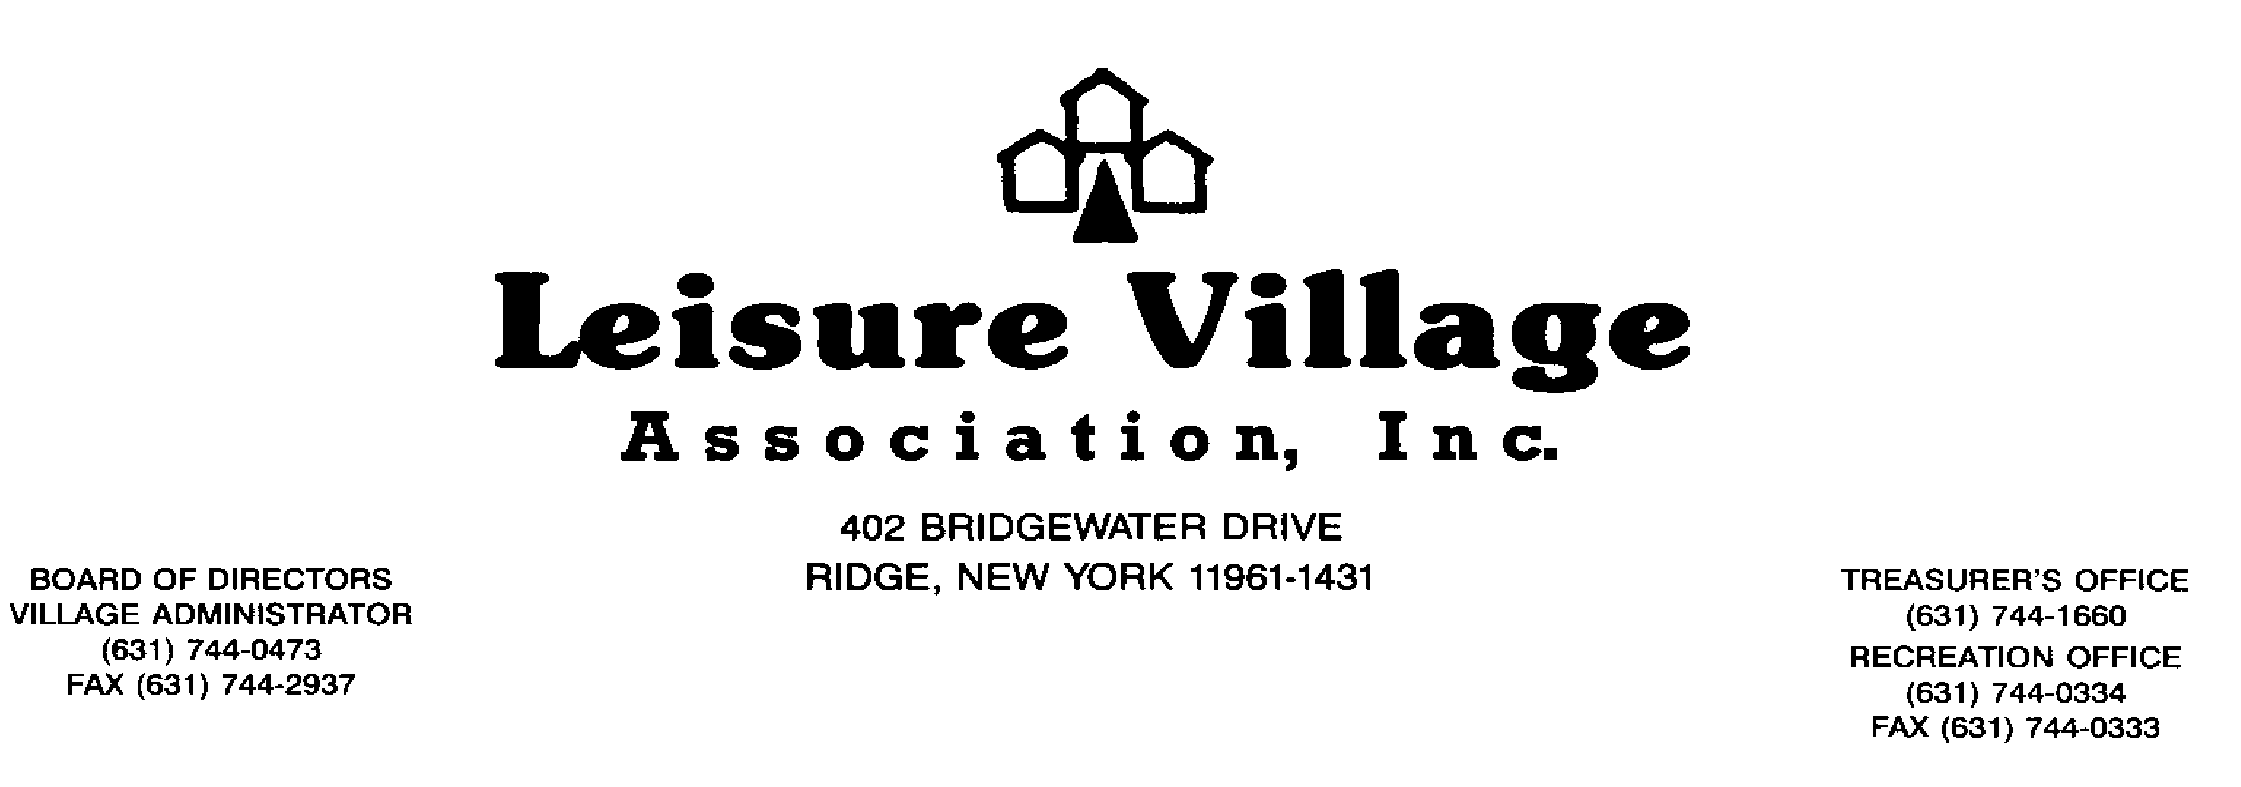 Leisure Village
Association, Inc.
402 BRIDGEWATER DRIVE
RIDGE, NEW YORK 11961-1431
BOARD OF DIRECTORS
VILLAGE ADMINISTRATOR
(631) 744-0473
FAX (631) 744-2937
TREASURER'S OFFICE
(631) 744-1660
RECREATION OFFICE
(631) 744-0334
FAX (631) 744-0333